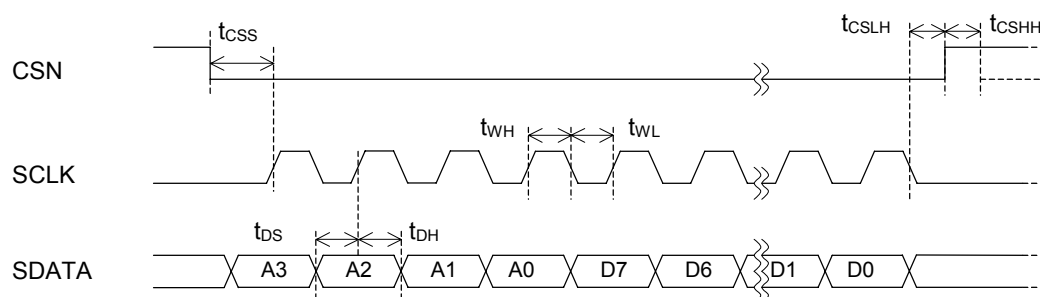 tCSS
tCSLH
tCSHH
CSN
tWH
tWL
SCLK
tDS
tDH
SDATA
A3 A2 A1 A0 D7 D6 D1 D0